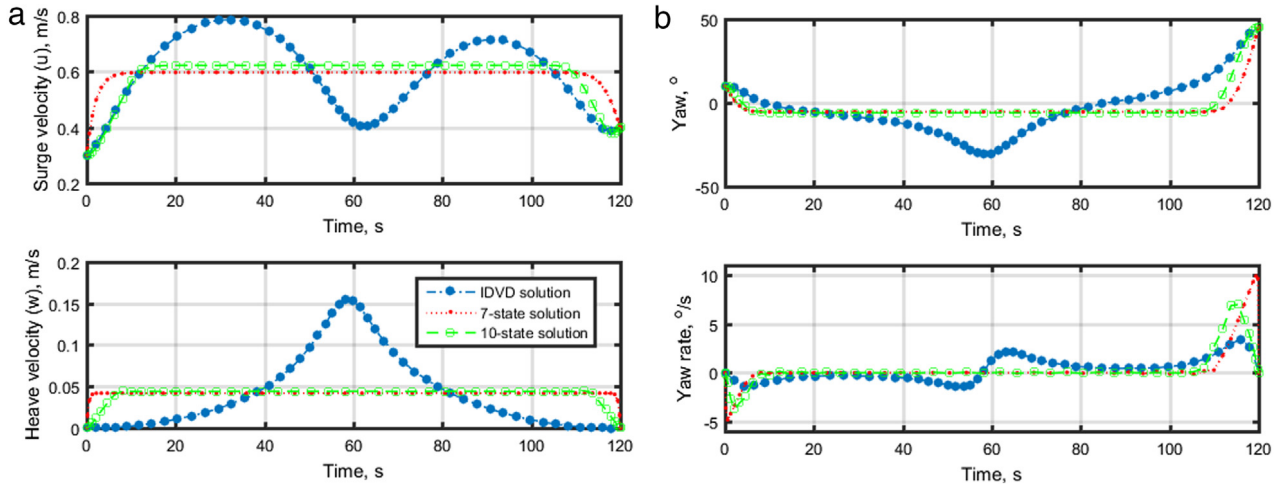 a
Surge velocity (u), m/s
0.8
0.6
0.4
0.2
0 20 40 60 80 100 120
Time, s
Heave velocity (w), m/s
0.2
0.15
0.1
0.05
0
IDVD solution
7-state solution
10-state solution
0 20 40 60 80 100 120
Time, s
b
Yaw, °
50
0
-50
0 20 40 60 80 100 120
Time, s
Yaw rate, °/s
10
5
0
-5
0 20 40 60 80 100 120
Time, s